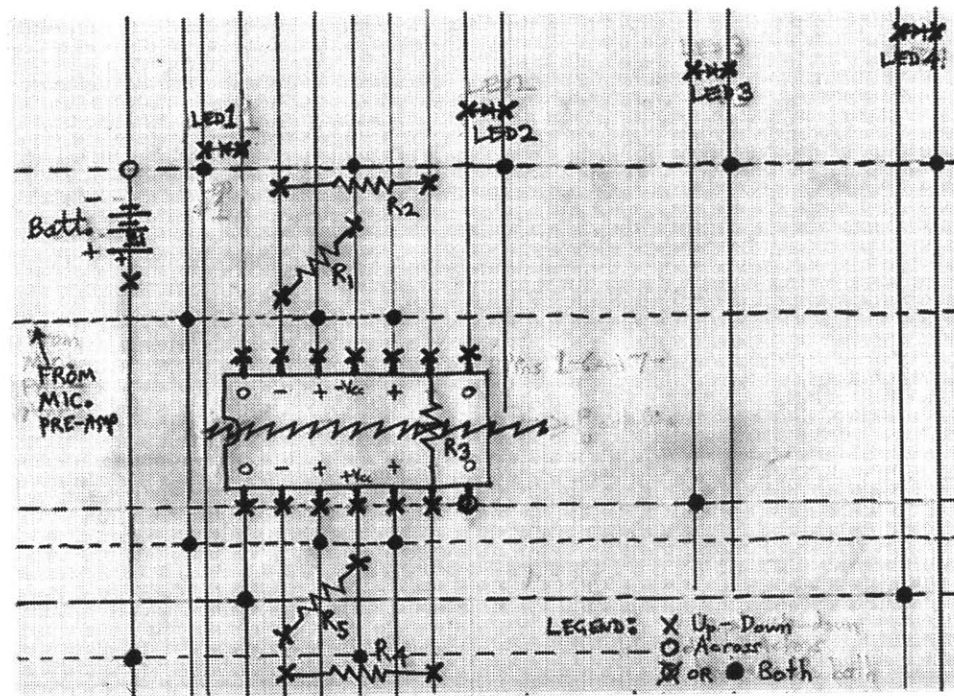 LED4
LED3
LED1
LED2
R2
Batt.
-
+
+
R1
FROM
MIC.
PRE-AMP
O - + -Vcc + O
R3
O - + +Vcc + - O
R5
R4
LEGEND:
X Up-Down
O Across
OR ● Both